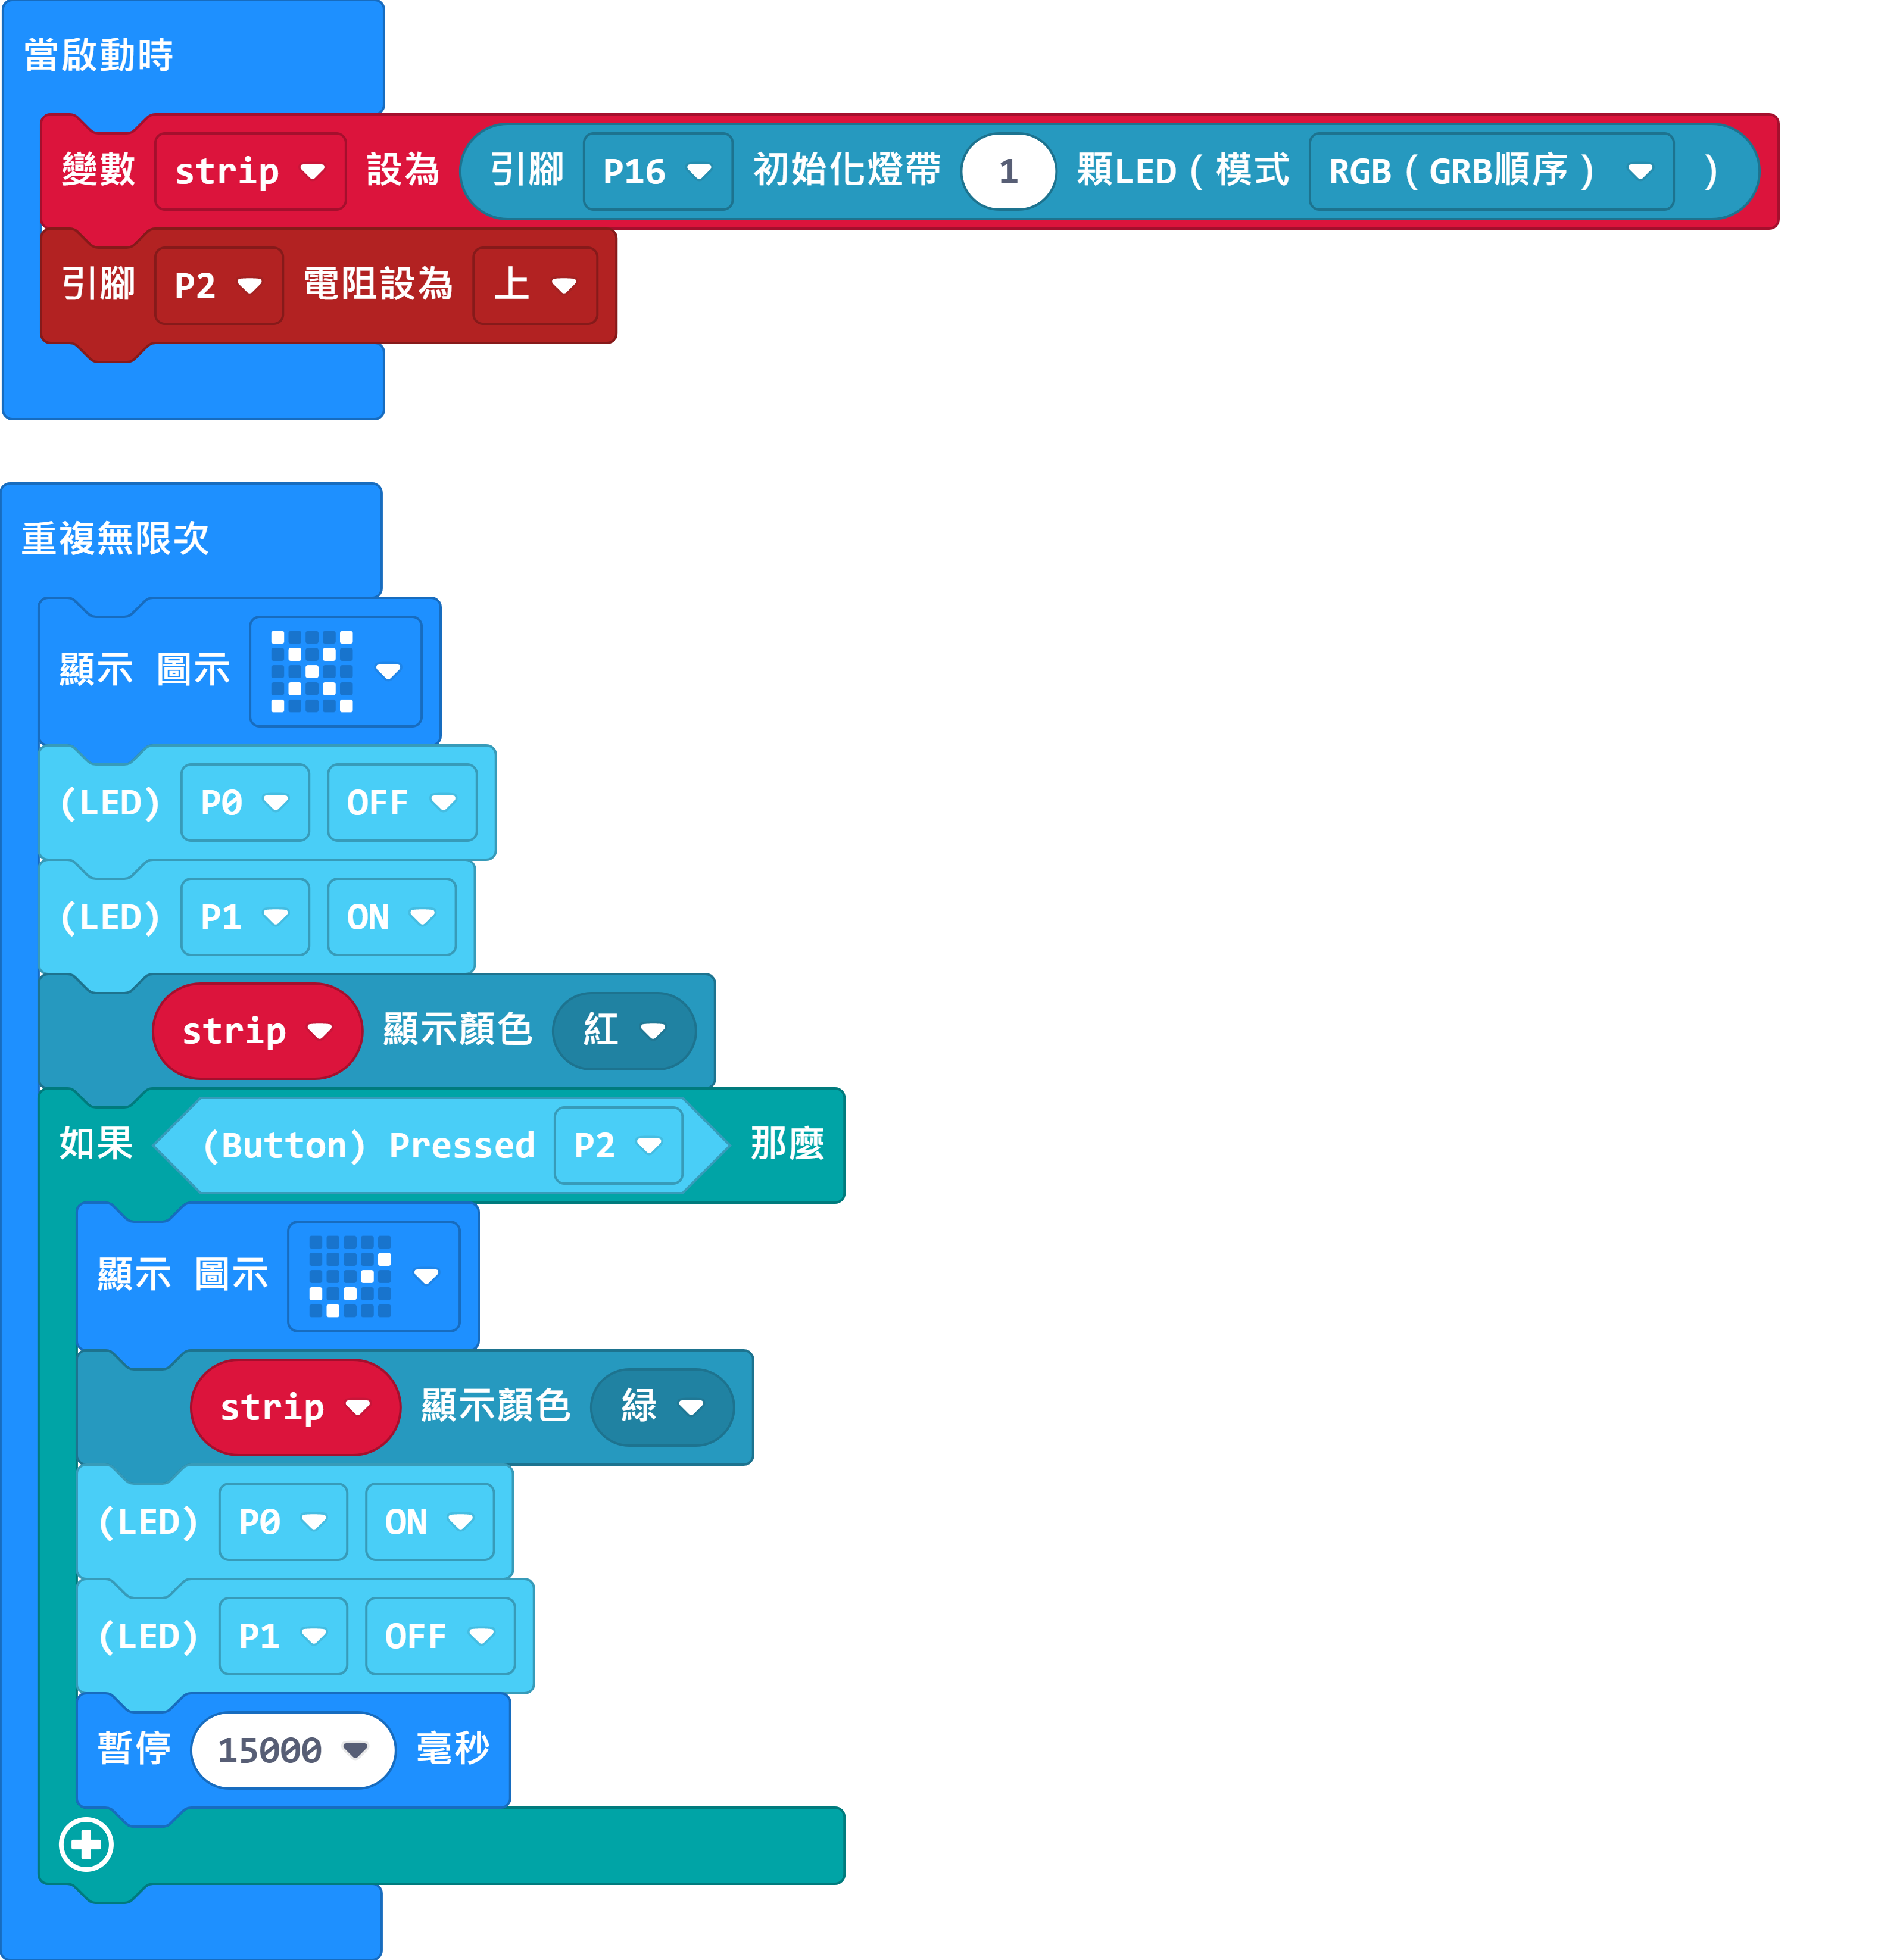 當啟動時
變數 strip 設為 引腳 P16 初始化燈帶 1 顆LED(模式 RGB(GRB順序) )
引腳 P2 電阻設為 上
重複無限次
顯示 圖示
(LED) P0 OFF
(LED) P1 ON
strip 顯示顏色 紅
如果 (Button) Pressed P2 那麼
顯示 圖示
strip 顯示顏色 緑
(LED) P0 ON
(LED) P1 OFF
暫停 15000 毫秒